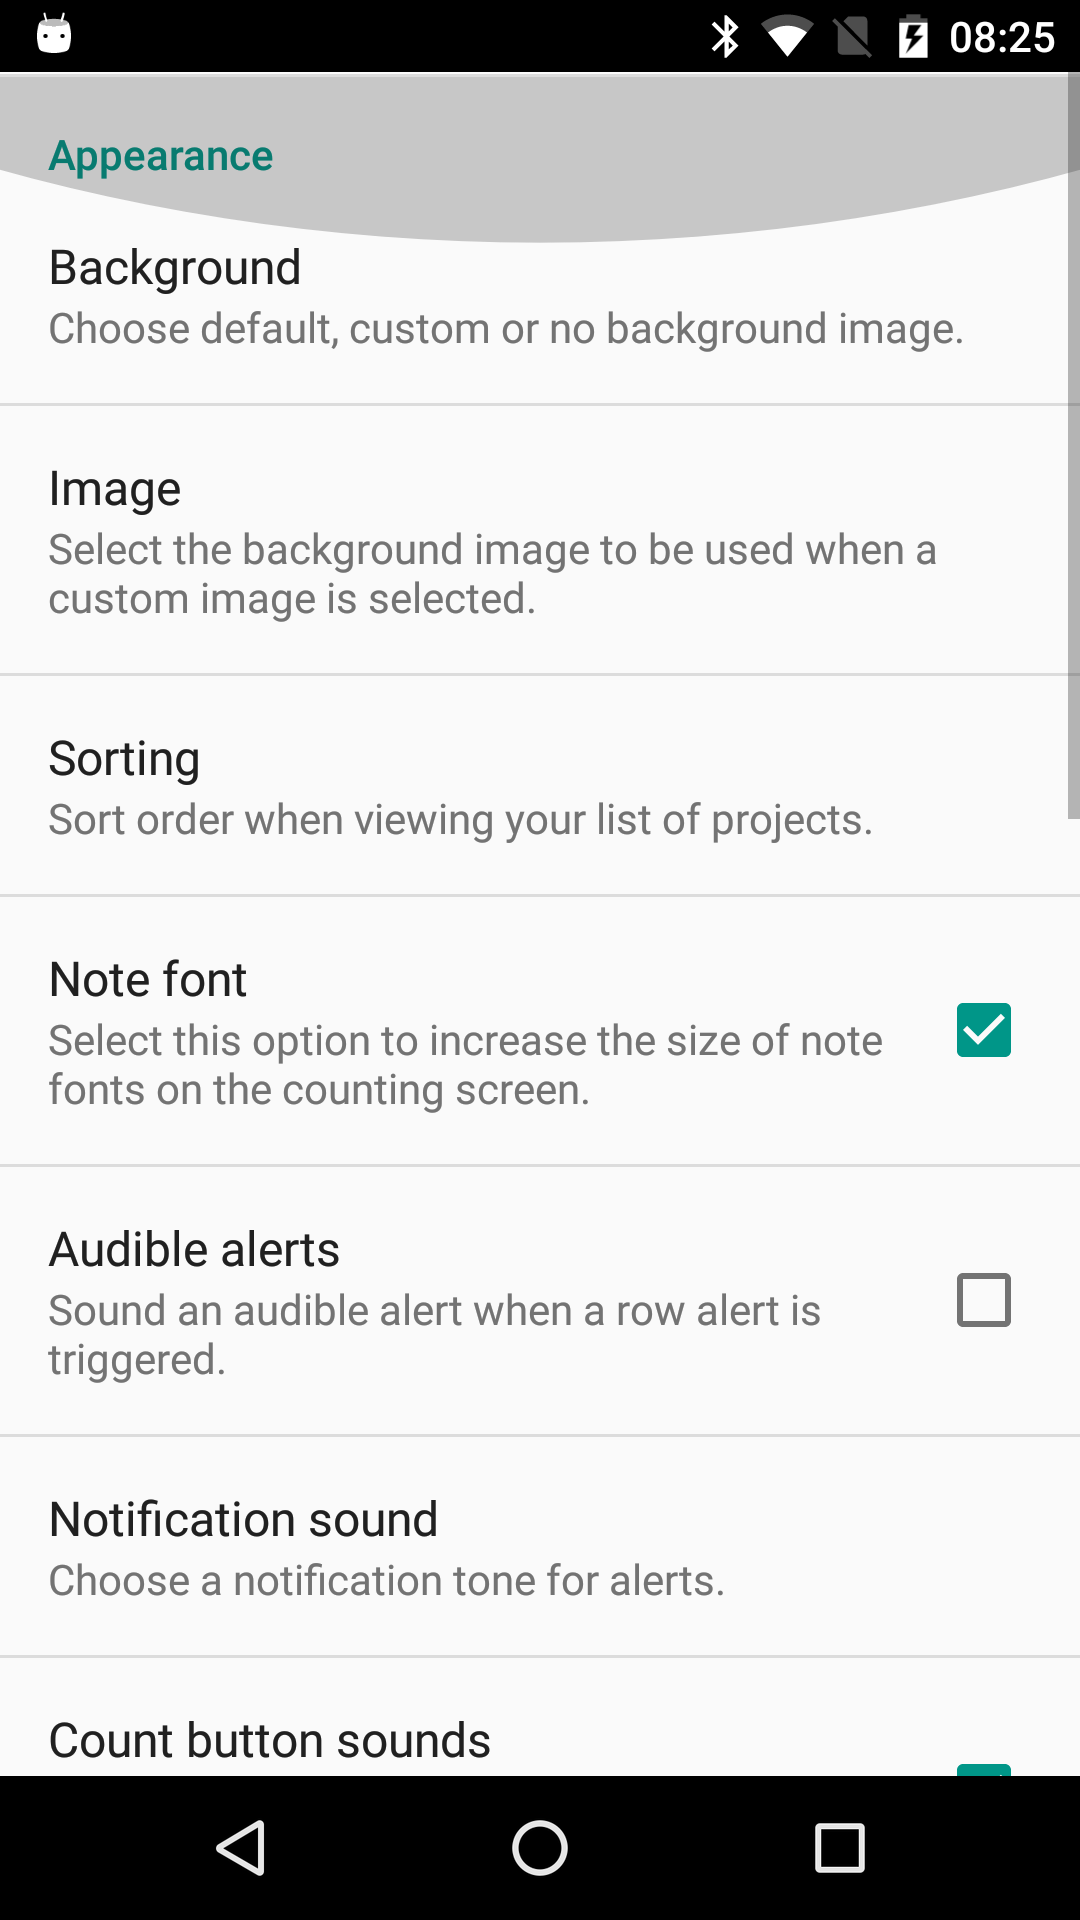 08:25
Appearance
Background
Choose default, custom or no background image.
Image
Select the background image to be used when a
custom image is selected.
Sorting
Sort order when viewing your list of projects.
Note font
Select this option to increase the size of note
fonts on the counting screen.
Audible alerts
Sound an audible alert when a row alert is
triggered.
Notification sound
Choose a notification tone for alerts.
Count button sounds